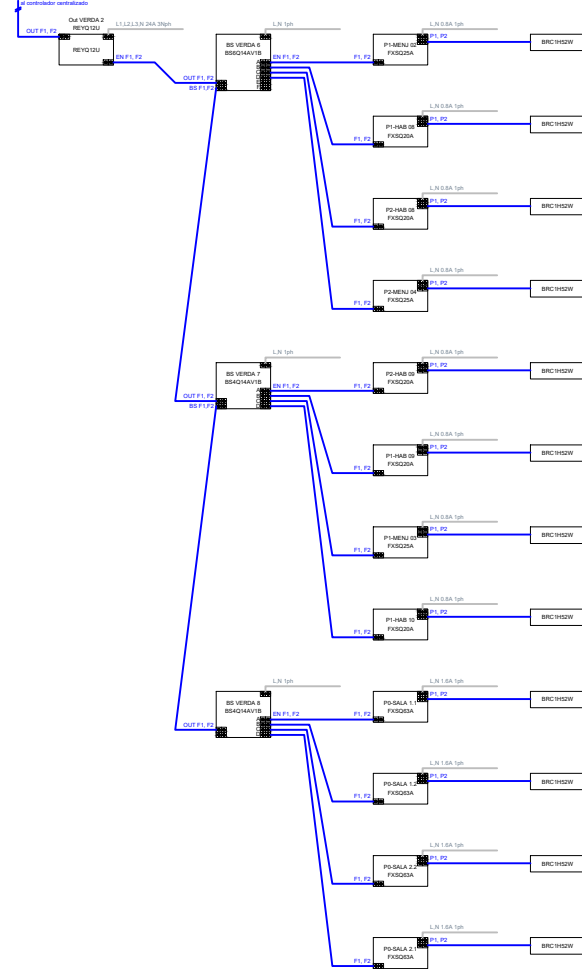 al controlador centralizado
Out VERDA 2
REYQ12U
L1,L2,L3,N 24A 3Nph
OUT F1, F2
REYQ12U
EN F1, F2
L,N 1ph
BS VERDA 6
BS6Q14AV1B
EN F1, F2
A
B
C
D
E
F
OUT F1, F2
BS F1,F2
L,N 0.8A 1ph
P1-MENJ 02
FXSQ25A
P1, P2
F1, F2
BRC1H52W
L,N 0.8A 1ph
P1-HAB 08
FXSQ20A
P1, P2
F1, F2
BRC1H52W
L,N 0.8A 1ph
P2-HAB 08
FXSQ20A
P1, P2
F1, F2
BRC1H52W
L,N 0.8A 1ph
P2-MENJ 04
FXSQ25A
P1, P2
F1, F2
BRC1H52W
L,N 1ph
BS VERDA 7
BS4Q14AV1B
EN F1, F2
A
B
C
D
OUT F1, F2
BS F1,F2
L,N 0.8A 1ph
P2-HAB 09
FXSQ20A
P1, P2
F1, F2
BRC1H52W
L,N 0.8A 1ph
P1-HAB 09
FXSQ20A
P1, P2
F1, F2
BRC1H52W
L,N 0.8A 1ph
P1-MENJ 03
FXSQ25A
P1, P2
F1, F2
BRC1H52W
L,N 0.8A 1ph
P1-HAB 10
FXSQ20A
P1, P2
F1, F2
BRC1H52W
L,N 1ph
BS VERDA 8
BS4Q14AV1B
EN F1, F2
A
B
C
D
OUT F1, F2
L,N 1.6A 1ph
P0-SALA 1.1
FXSQ63A
P1, P2
F1, F2
BRC1H52W
L,N 1.6A 1ph
P0-SALA 1.2
FXSQ63A
P1, P2
F1, F2
BRC1H52W
L,N 1.6A 1ph
P0-SALA 2.2
FXSQ63A
P1, P2
F1, F2
BRC1H52W
L,N 1.6A 1ph
P0-SALA 2.1
FXSQ63A
P1, P2
F1, F2
BRC1H52W